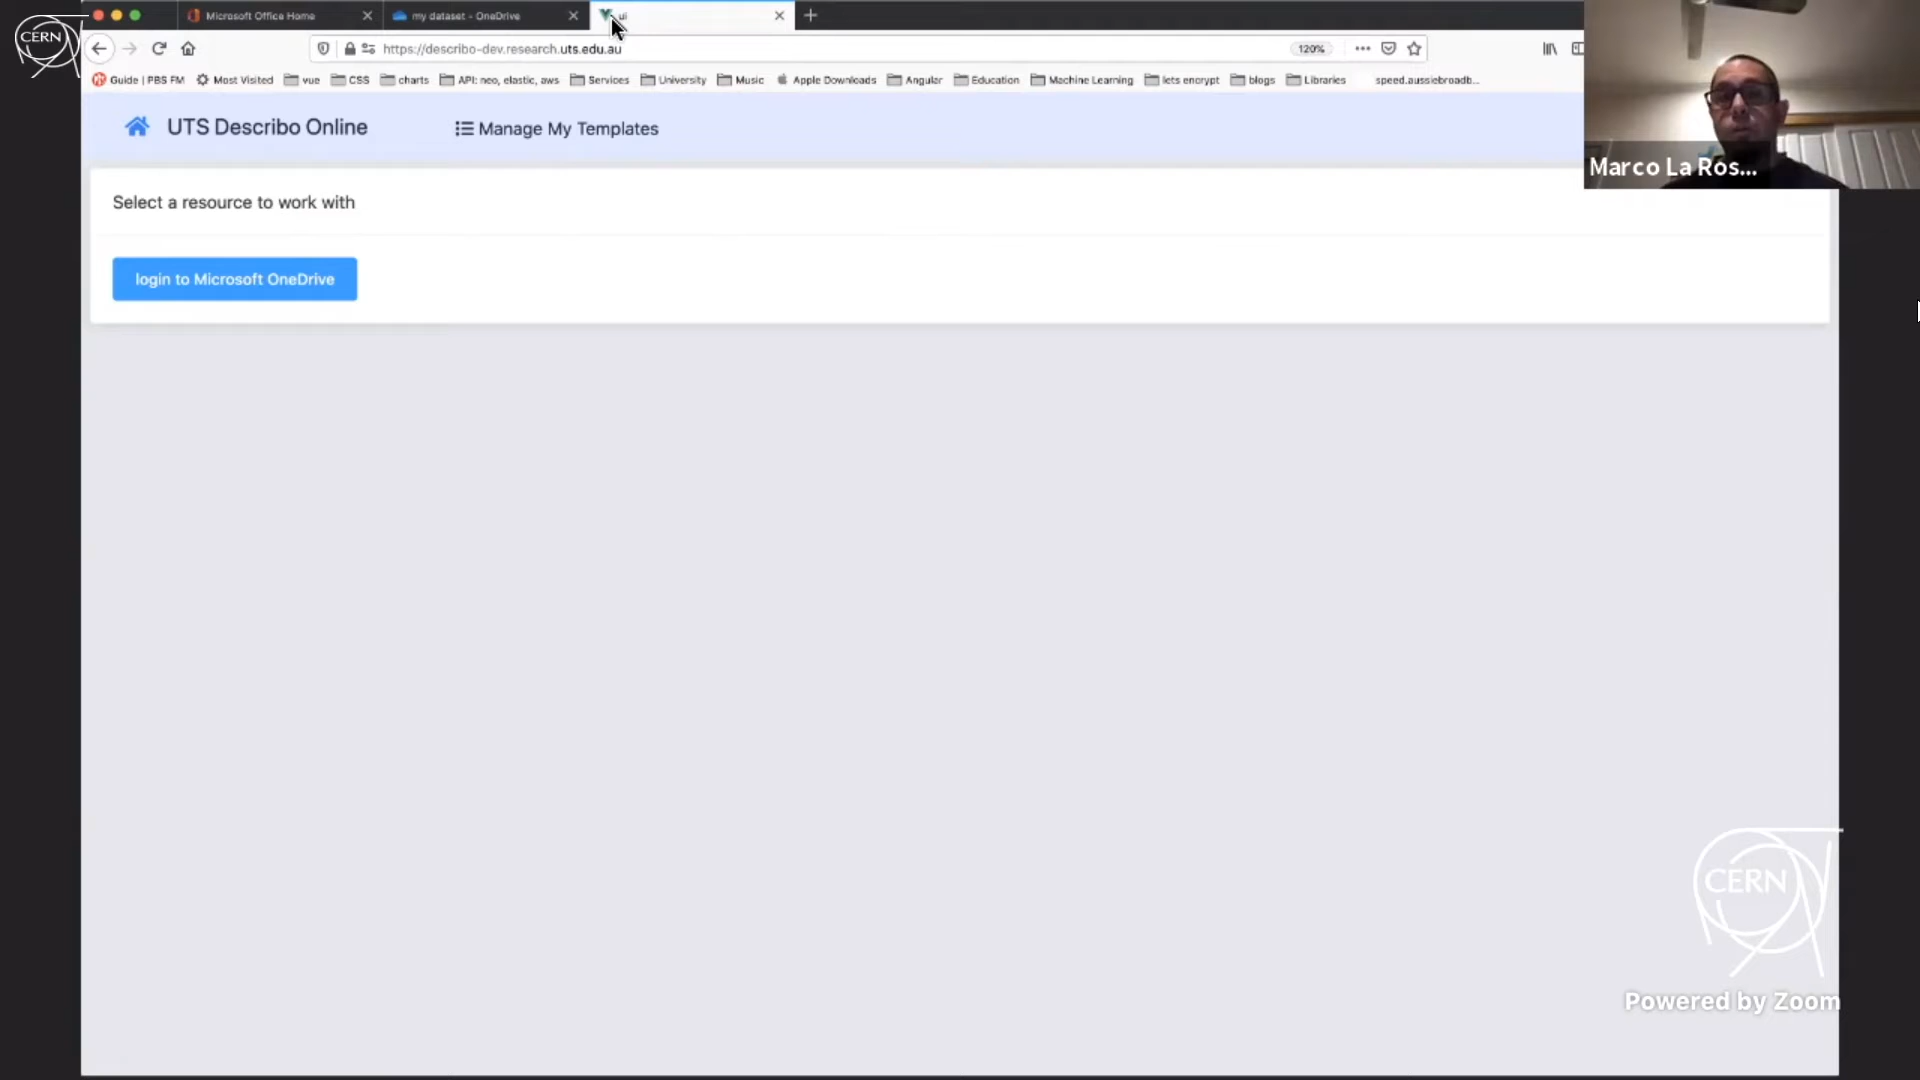 CERN
Microsoft Office Home
my dataset - OneDrive
ui
https://describo-dev.research.uts.edu.au
120%
Guide | PBS FM
Most Visited
vue
CSS
charts
API: neo, elastic, aws
Services
University
Music
Apple Downloads
Angular
Education
Machine Learning
lets encrypt
blogs
Libraries
speed.aussiebroadb...
UTS Describo Online
Manage My Templates
Marco La Ros...
Select a resource to work with
login to Microsoft OneDrive
CERN
Powered by Zoom